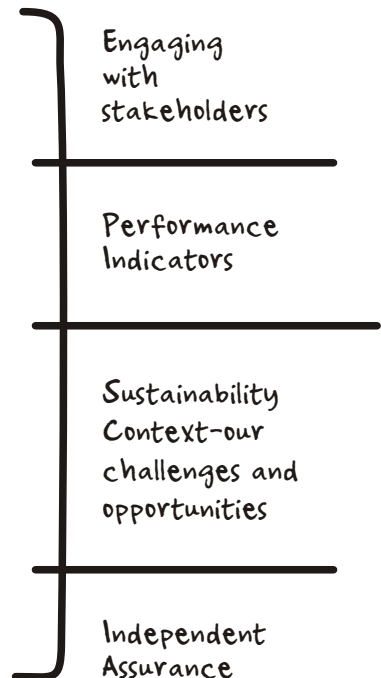 Engaging
with
stakeholders
Performance
Indicators
Sustainability
Context-our
challenges and
opportunities
Independent
Assurance